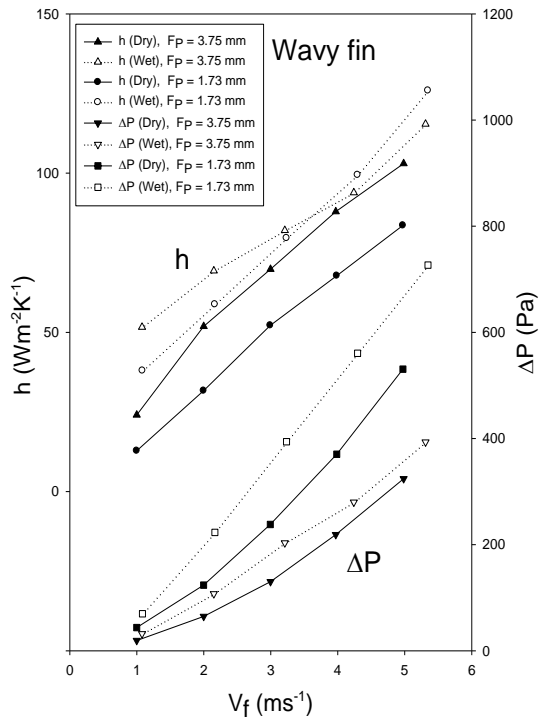 h (Dry), FP = 3.75 mm
h (Wet), FP = 3.75 mm
h (Dry), FP = 1.73 mm
h (Wet), FP = 1.73 mm
ΔP (Dry), FP = 3.75 mm
ΔP (Wet), FP = 3.75 mm
ΔP (Dry), FP = 1.73 mm
ΔP (Wet), FP = 1.73 mm
Wavy fin
h
ΔP
h (Wm-2K-1)
150
100
50
0
ΔP (Pa)
1200
1000
800
600
400
200
0
0 1 2 3 4 5 6
Vf (ms-1)